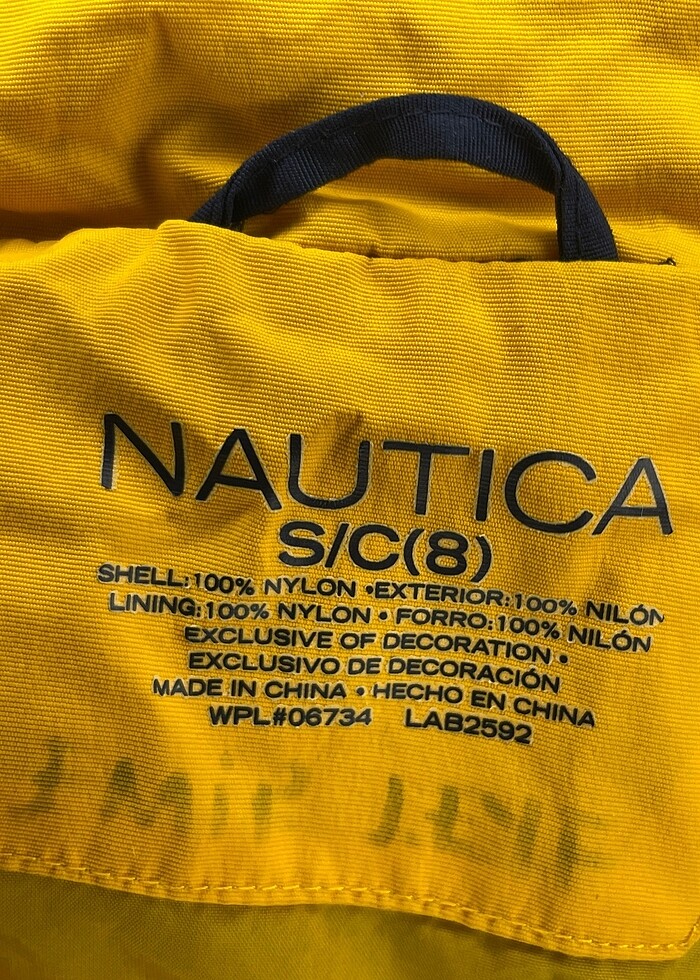 NAUTICA
S/C(8)
SHELL:100% NYLON •EXTERIOR:100% NILÓN
LINING:100% NYLON • FORRO:100% NILÓN
EXCLUSIVE OF DECORATION •
EXCLUSIVO DE DECORACIÓN
MADE IN CHINA • HECHO EN CHINA
WPL#06734 LAB2592